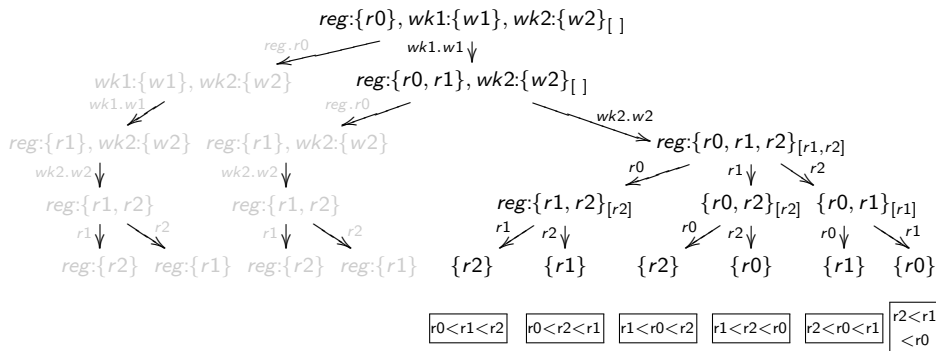 reg:{r0}, wk1:{w1}, wk2:{w2}[ ]
reg.r0 wk1.w1
wk1:{w1}, wk2:{w2} reg:{r0, r1}, wk2:{w2}[ ]
wk1.w1 reg.r0 wk2.w2
reg:{r1}, wk2:{w2} reg:{r1}, wk2:{w2} reg:{r0, r1, r2}[r1,r2]
wk2.w2 wk2.w2 r0 r1 r2
reg:{r1, r2} reg:{r1, r2} reg:{r1, r2}[r2] {r0, r2}[r2] {r0, r1}[r1]
r1 r2 r1 r2 r1 r2 r0 r2 r0 r1
reg:{r2} reg:{r1} reg:{r2} reg:{r1} {r2} {r1} {r2} {r0} {r1} {r0}
r0<r1<r2 r0<r2<r1 r1<r0<r2 r1<r2<r0 r2<r0<r1 r2<r1
<r0